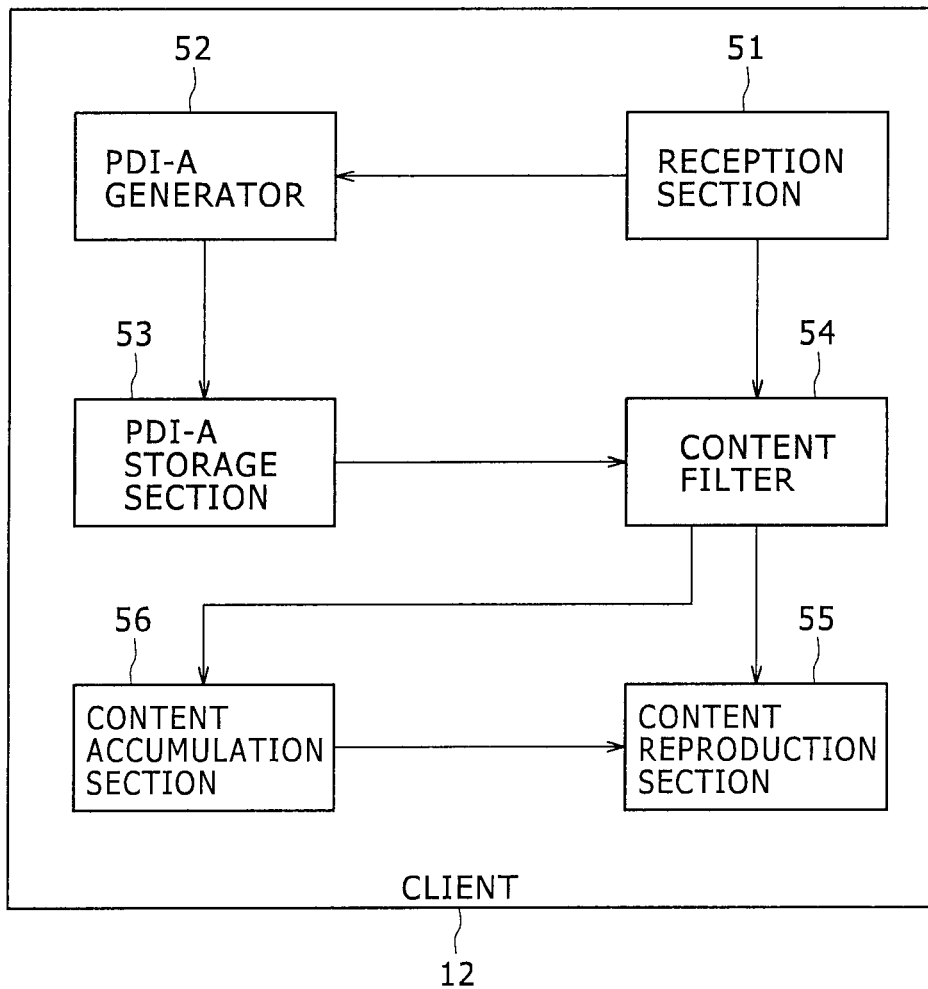 52
51
PDI-A
GENERATOR
RECEPTION
SECTION
53
54
PDI-A
STORAGE
SECTION
CONTENT
FILTER
56
55
CONTENT
ACCUMULATION
SECTION
CONTENT
REPRODUCTION
SECTION
CLIENT
12